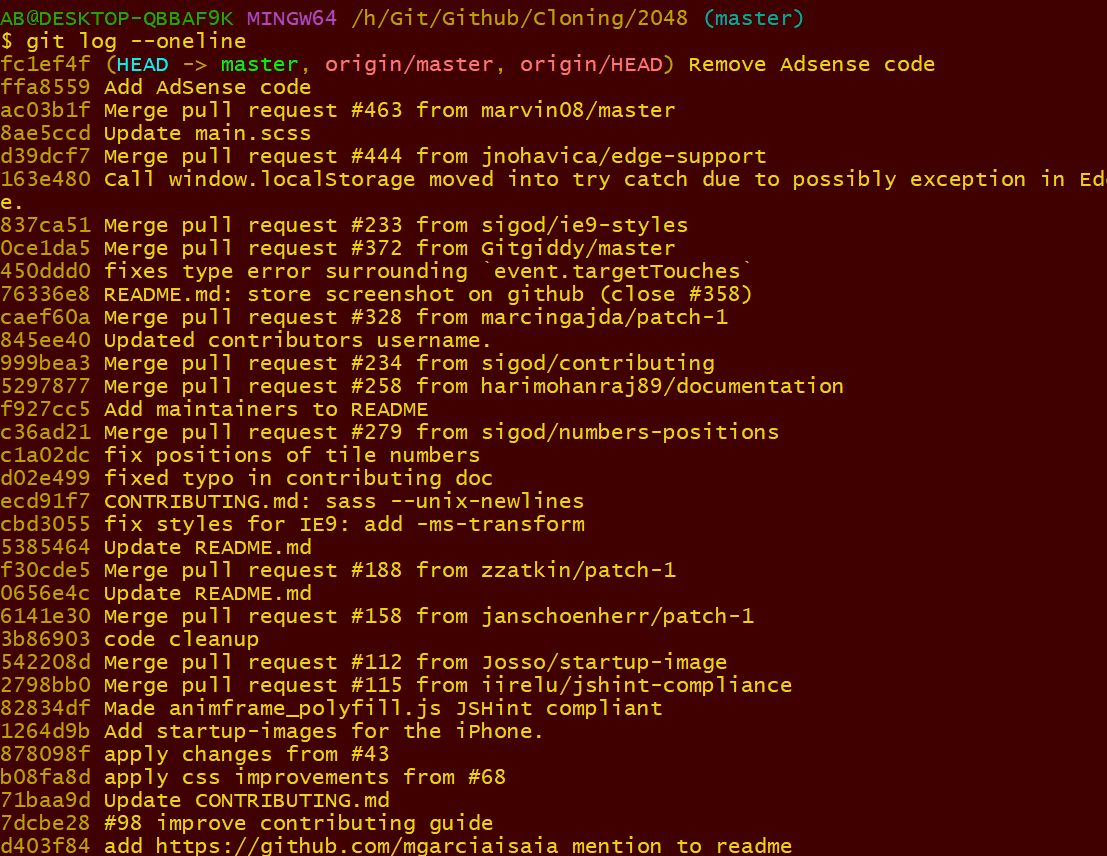 AB@DESKTOP-QBBAF9K MINGW64 /h/Git/Github/Cloning/2048 (master)
$ git log --oneline
fc1ef4f (HEAD -> master, origin/master, origin/HEAD) Remove Adsense code
ffa8559 Add AdSense code
ac03b1f Merge pull request #463 from marvin08/master
8ae5ccd Update main.scss
d39dcf7 Merge pull request #444 from jnohavica/edge-support
163e480 Call window.localStorage moved into try catch due to possibly exception in Edg
e.
837ca51 Merge pull request #233 from sigod/ie9-styles
0ce1da5 Merge pull request #372 from Gitgiddy/master
450ddd0 fixes type error surrounding `event.targetTouches`
76336e8 README.md: store screenshot on github (close #358)
caef60a Merge pull request #328 from marcingajda/patch-1
845ee40 Updated contributors username.
999bea3 Merge pull request #234 from sigod/contributing
5297877 Merge pull request #258 from harimohanraj89/documentation
f927cc5 Add maintainers to README
c36ad21 Merge pull request #279 from sigod/numbers-positions
c1a02dc fix positions of tile numbers
d02e499 fixed typo in contributing doc
ecd91f7 CONTRIBUTING.md: sass --unix-newlines
cbd3055 fix styles for IE9: add -ms-transform
5385464 Update README.md
f30cde5 Merge pull request #188 from zzatkin/patch-1
0656e4c Update README.md
6141e30 Merge pull request #158 from janschoenherr/patch-1
3b86903 code cleanup
542208d Merge pull request #112 from Josso/startup-image
2798bb0 Merge pull request #115 from iirelu/jshint-compliance
82834df Made animframe_polyfill.js JSHint compliant
1264d9b Add startup-images for the iPhone.
878098f apply changes from #43
b08fa8d apply css improvements from #68
71baa9d Update CONTRIBUTING.md
7dcbe28 #98 improve contributing guide
d403f84 add https://github.com/mgarciaisaia mention to readme